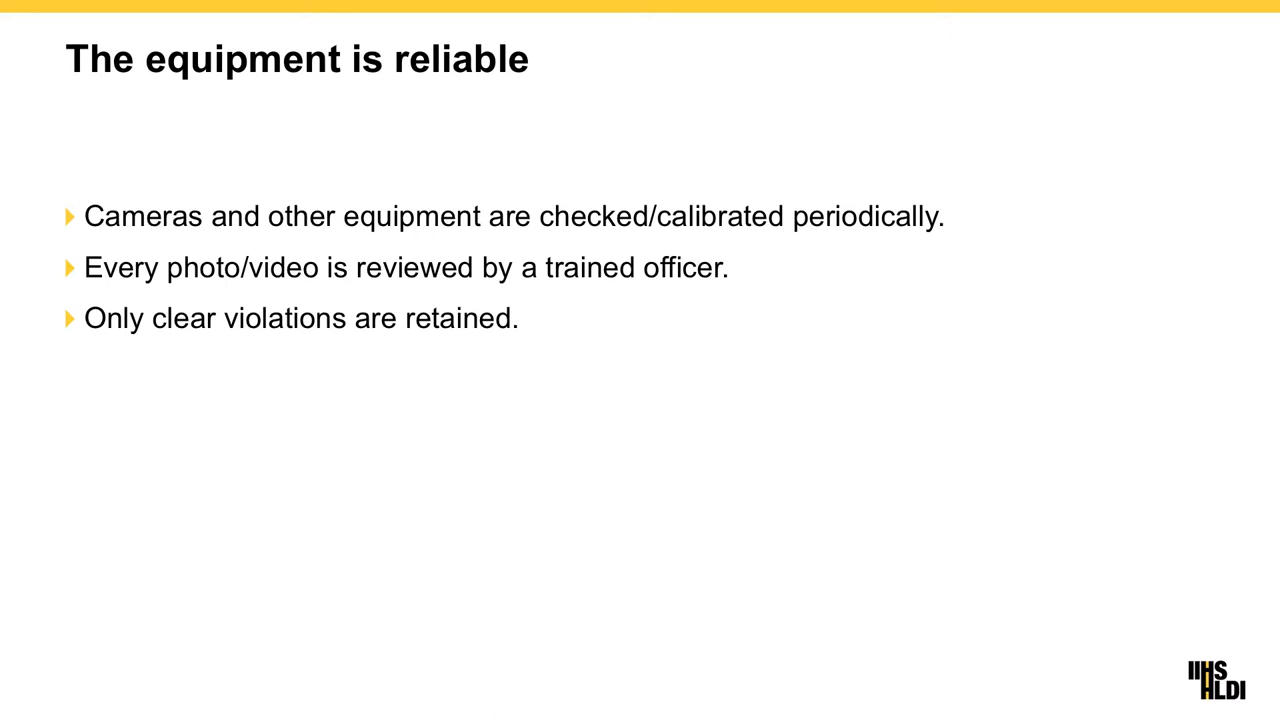 The equipment is reliable
Cameras and other equipment are checked/calibrated periodically.
Every photo/video is reviewed by a trained officer.
Only clear violations are retained.
IIHS
HLDI